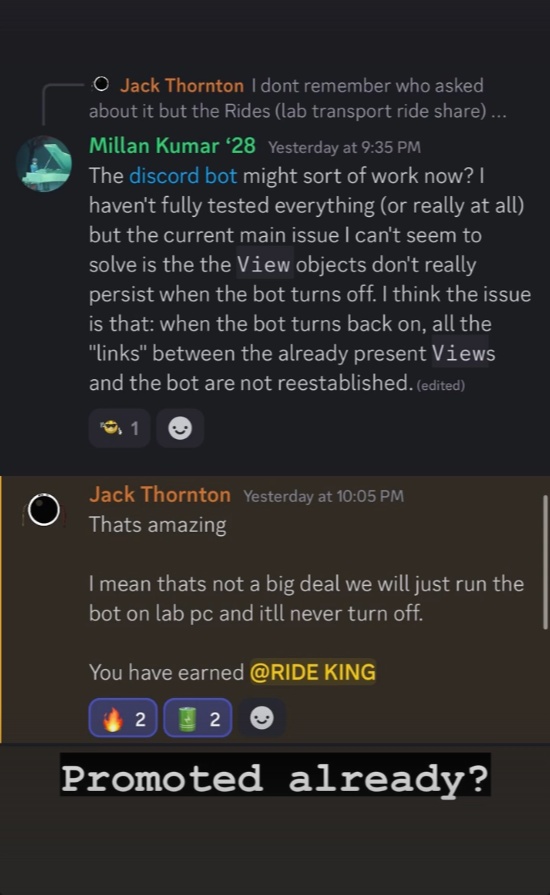 Jack Thornton I dont remember who asked
about it but the Rides (lab transport ride share) ...
Millan Kumar ‘28 Yesterday at 9:35 PM
The discord bot might sort of work now? I
haven't fully tested everything (or really at all)
but the current main issue I can't seem to
solve is the the View objects don't really
persist when the bot turns off. I think the issue
is that: when the bot turns back on, all the
"links" between the already present Views
and the bot are not reestablished. (edited)
1
Jack Thornton Yesterday at 10:05 PM
Thats amazing
I mean thats not a big deal we will just run the
bot on lab pc and itll never turn off.
You have earned @RIDE KING
2 2
Promoted already?